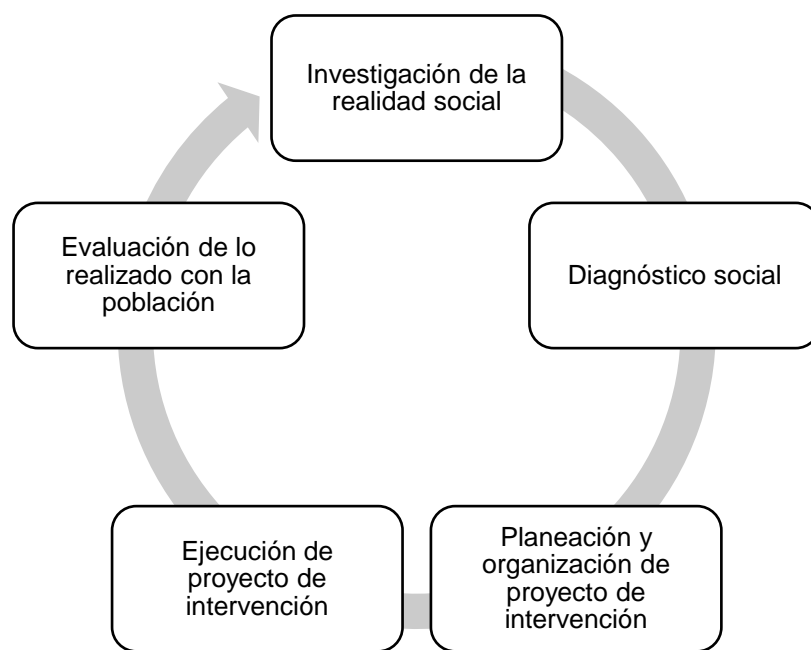 Investigación de la
realidad social
Diagnóstico social
Planeación y
organización de
proyecto de
intervención
Ejecución de
proyecto de
intervención
Evaluación de lo
realizado con la
población